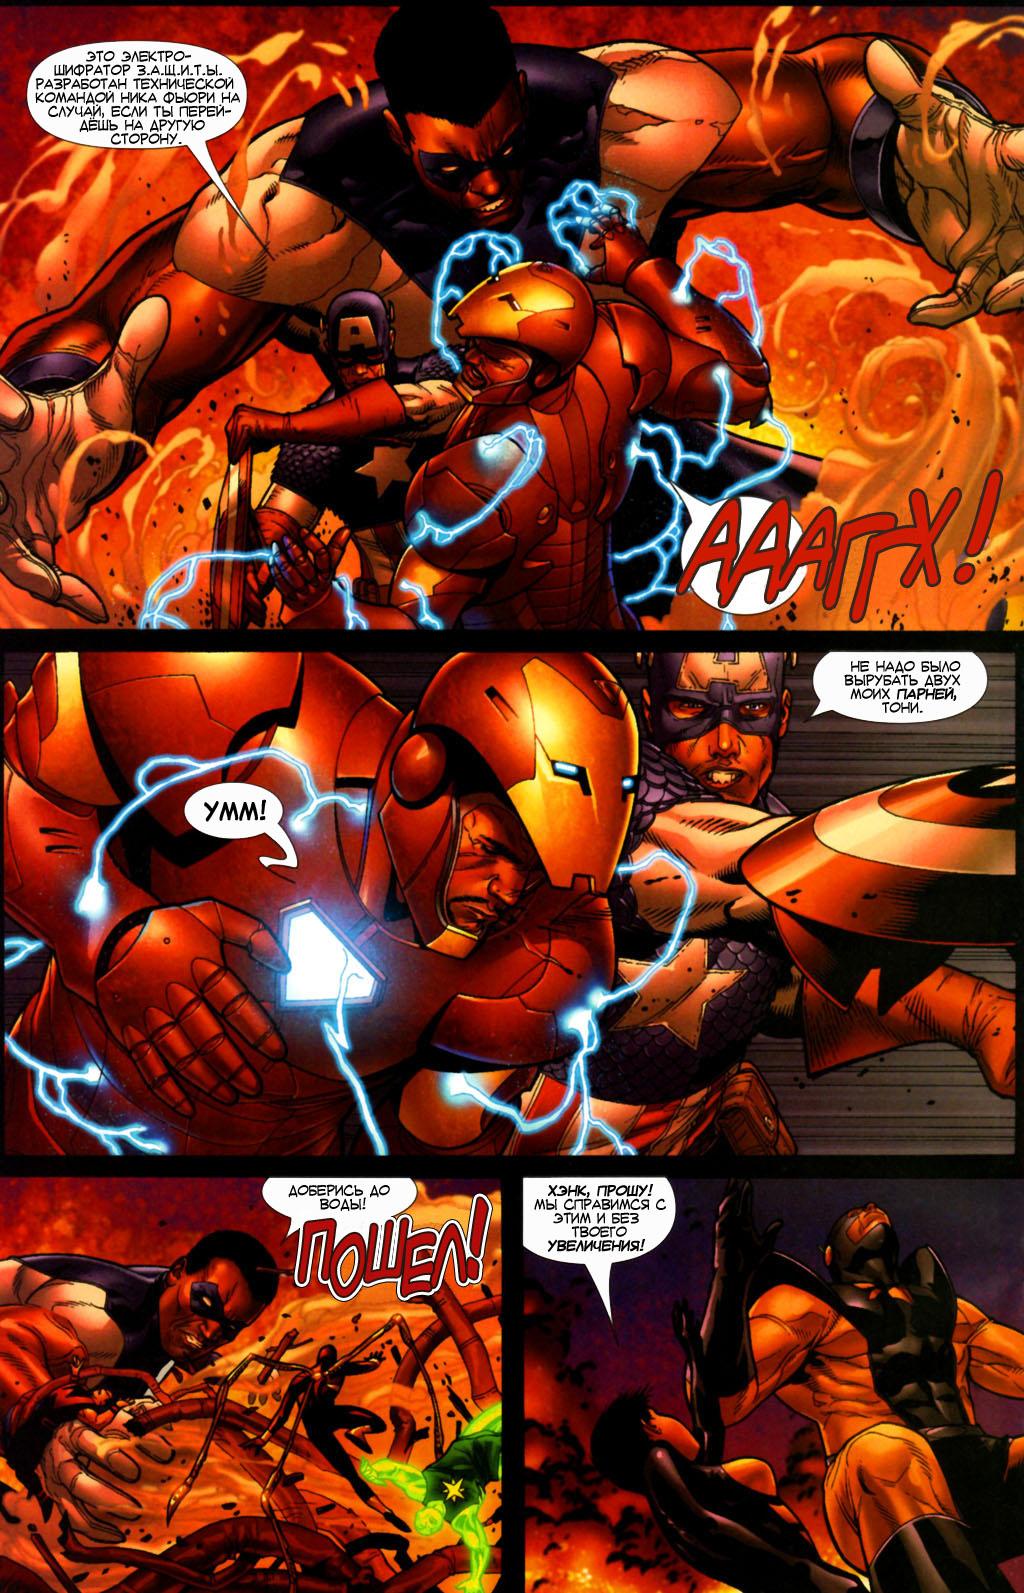 ЭТО ЭЛЕКТРО-
ШИФРАТОР З.А.Щ.И.Т.Ы.
РАЗРАБОТАН ТЕХНИЧЕСКОЙ
КОМАНДОЙ НИКА ФЬЮРИ НА
СЛУЧАЙ, ЕСЛИ ТЫ ПЕРЕЙ-
ДЁШЬ НА ДРУГУЮ
СТОРОНУ.
A
АААГГХ!
НЕ НАДО БЫЛО
ВЫРУБАТЬ ДВУХ
МОИХ ПАРНЕЙ,
ТОНИ.
УММ!
ДОБЕРИСЬ ДО
ВОДЫ!
ПОШЕЛ!
ХЭНК, ПРОШУ!
МЫ СПРАВИМСЯ С
ЭТИМ И БЕЗ
ТВОЕГО
УВЕЛИЧЕНИЯ!